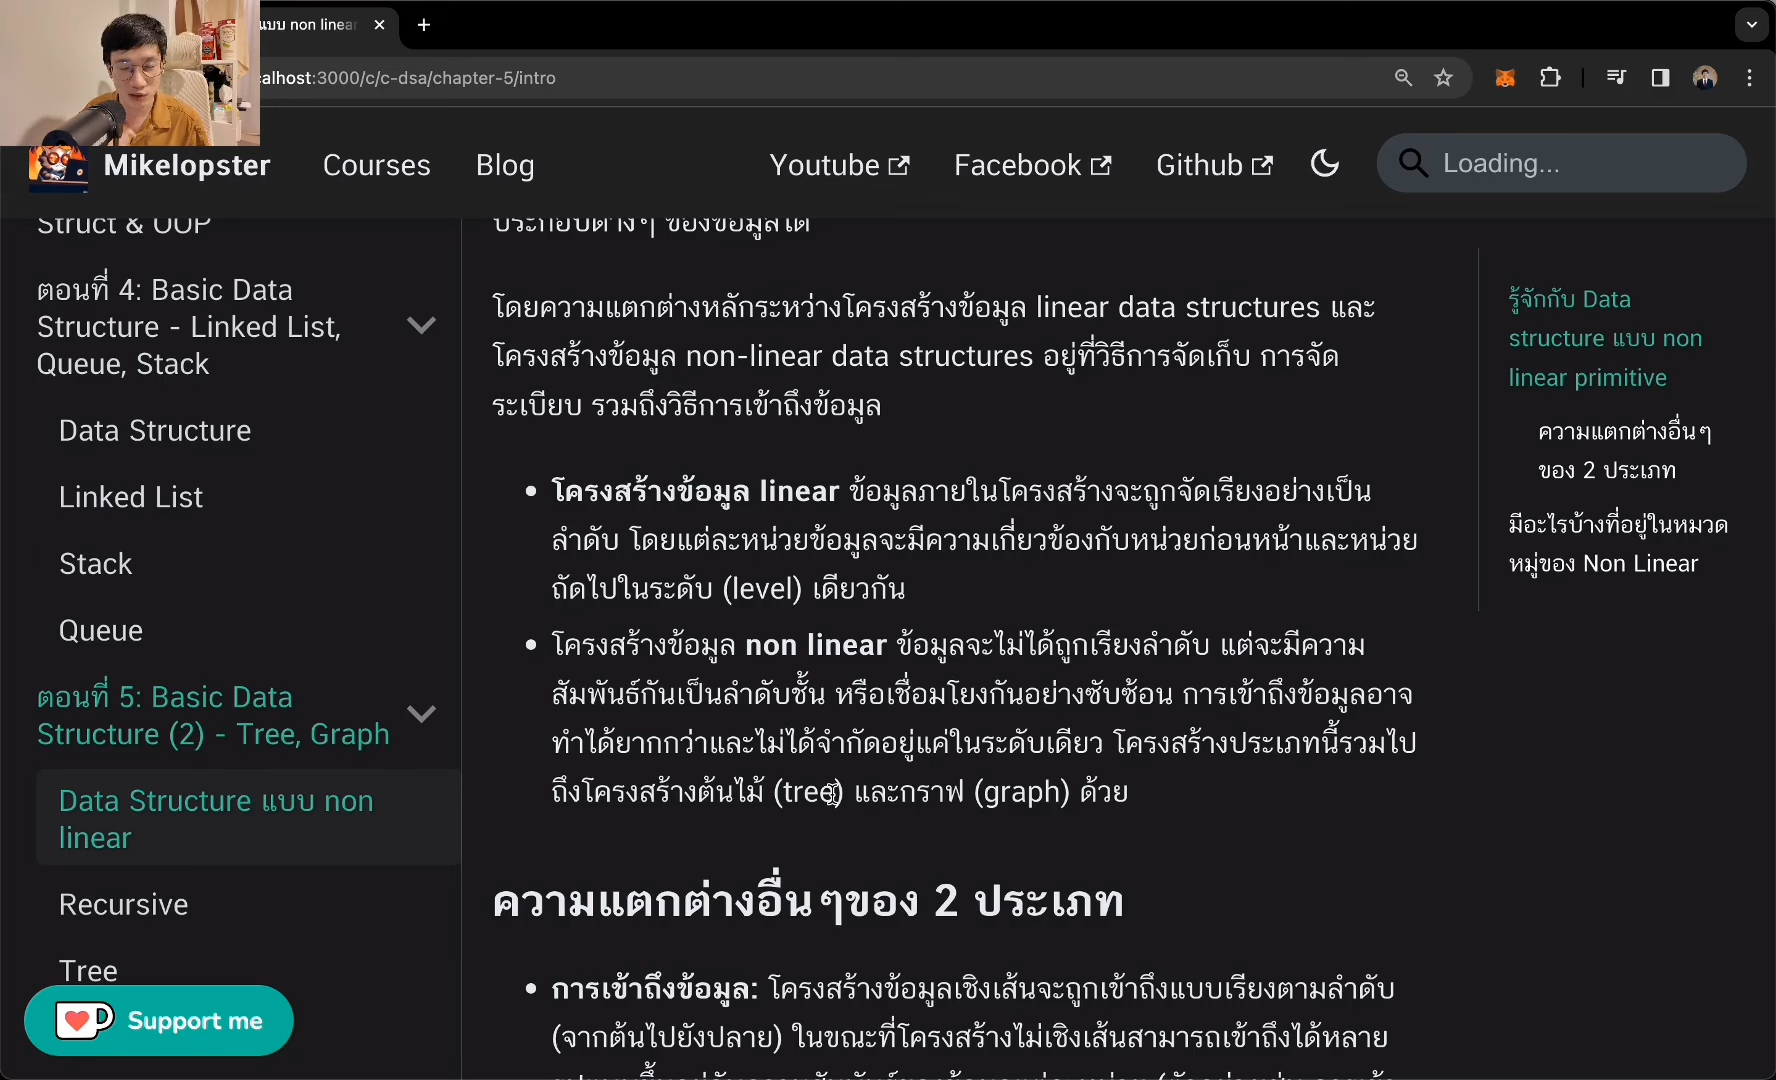 แบบ non linear
calhost:3000/c/c-dsa/chapter-5/intro
Mikelopster
Courses
Blog
Youtube
Facebook
Github
Loading...
Struct & OOP
ตอนที่ 4: Basic Data
Structure - Linked List,
Queue, Stack
Data Structure
Linked List
Stack
Queue
ตอนที่ 5: Basic Data
Structure (2) - Tree, Graph
Data Structure แบบ non
linear
Recursive
Tree
Support me
ประกอบต่างๆ ของข้อมูลได้
โดยความแตกต่างหลักระหว่างโครงสร้างข้อมูล linear data structures และ
โครงสร้างข้อมูล non-linear data structures อยู่ที่วิธีการจัดเก็บ การจัด
ระเบียบ รวมถึงวิธีการเข้าถึงข้อมูล
โครงสร้างข้อมูล linear ข้อมูลภายในโครงสร้างจะถูกจัดเรียงอย่างเป็น
ลำดับ โดยแต่ละหน่วยข้อมูลจะมีความเกี่ยวข้องกับหน่วยก่อนหน้าและหน่วย
ถัดไปในระดับ (level) เดียวกัน
โครงสร้างข้อมูล non linear ข้อมูลจะไม่ได้ถูกเรียงลำดับ แต่จะมีความ
สัมพันธ์กันเป็นลำดับชั้น หรือเชื่อมโยงกันอย่างซับซ้อน การเข้าถึงข้อมูลอาจ
ทำได้ยากกว่าและไม่ได้จำกัดอยู่แค่ในระดับเดียว โครงสร้างประเภทนี้รวมไป
ถึงโครงสร้างต้นไม้ (tree) และกราฟ (graph) ด้วย
ความแตกต่างอื่นๆของ 2 ประเภท
การเข้าถึงข้อมูล: โครงสร้างข้อมูลเชิงเส้นจะถูกเข้าถึงแบบเรียงตามลำดับ
(จากต้นไปยังปลาย) ในขณะที่โครงสร้างไม่เชิงเส้นสามารถเข้าถึงได้หลาย
รู้จักกับ Data
structure แบบ non
linear primitive
ความแตกต่างอื่นๆ
ของ 2 ประเภท
มีอะไรบ้างที่อยู่ในหมวด
หมู่ของ Non Linear